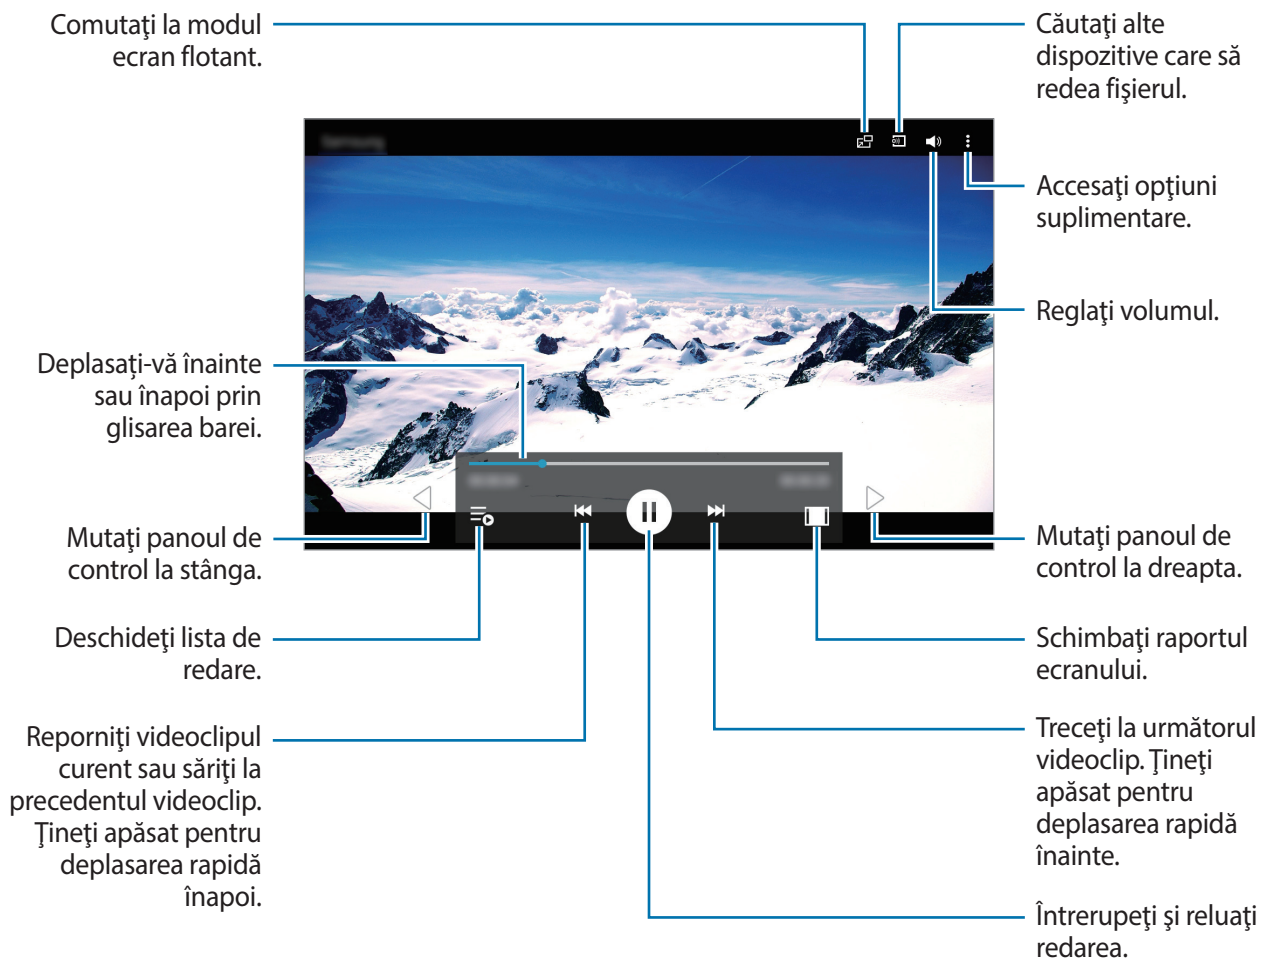 Comutaţi la modul
ecran flotant.
Căutaţi alte
dispozitive care să
redea fişierul.
Accesaţi opţiuni
suplimentare.
Reglaţi volumul.
Deplasați-vă înainte
sau înapoi prin
glisarea barei.
Mutaţi panoul de
control la stânga.
Mutaţi panoul de
control la dreapta.
Deschideţi lista de
redare.
Schimbaţi raportul
ecranului.
Reporniţi videoclipul
curent sau săriţi la
precedentul videoclip.
Ţineţi apăsat pentru
deplasarea rapidă
înapoi.
Treceţi la următorul
videoclip. Ţineţi
apăsat pentru
deplasarea rapidă
înainte.
Întrerupeţi şi reluaţi
redarea.